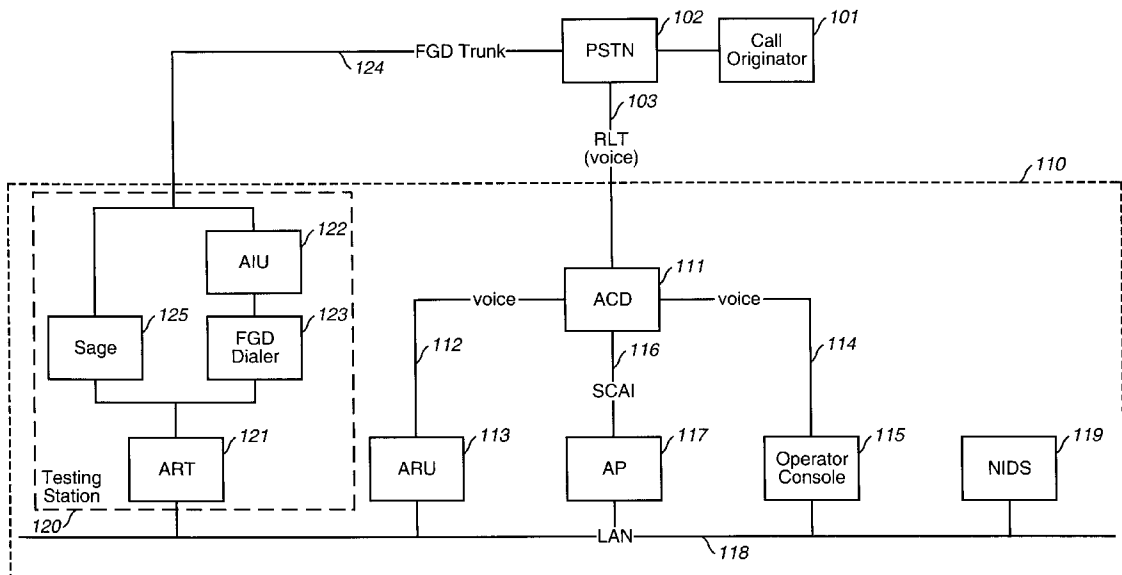 102
101
FGD Trunk
PSTN
Call
Originator
124
103
RLT
(voice)
110
122
AIU
111
voice
ACD
voice
125
123
Sage
FGD
Dialer
112
116
114
SCAI
121
113
117
115
119
ART
ARU
AP
Operator
Console
NIDS
Testing
Station
120
LAN
118